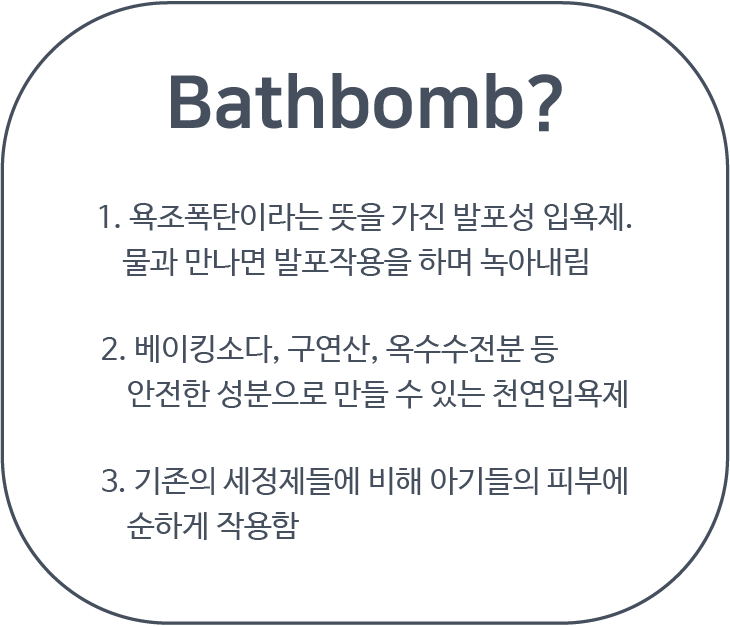 Bathbomb?
1. 욕조폭탄이라는 뜻을 가진 발포성 입욕제.
물과 만나면 발포작용을 하며 녹아내림
2. 베이킹소다, 구연산, 옥수수전분 등
안전한 성분으로 만들 수 있는 천연입욕제
3. 기존의 세정제들에 비해 아기들의 피부에
순하게 작용함